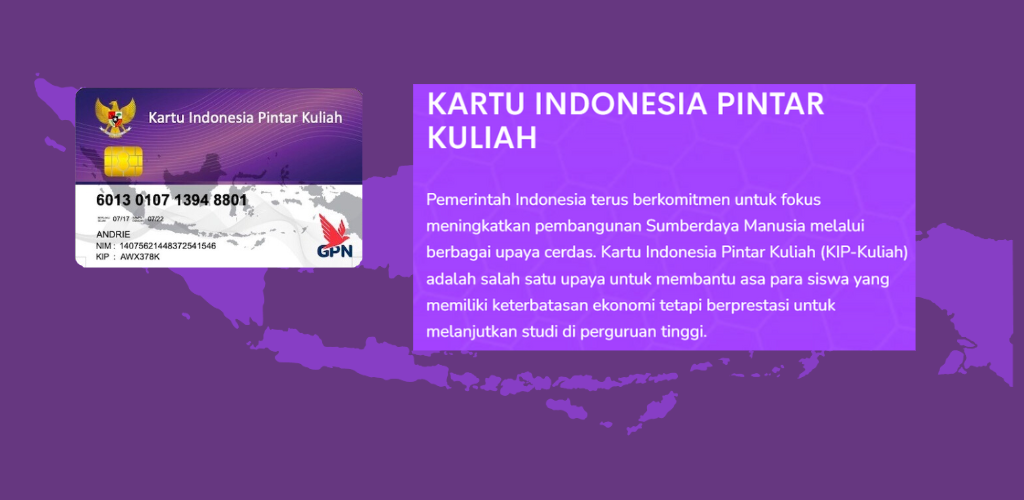 Kartu Indonesia Pintar Kuliah
6013 0107 1394 8801
07/17 07/22
ANDRIE
NIM : 14075621448372541546
KIP : AWX378K
GPN
KARTU INDONESIA PINTAR
KULIAH
Pemerintah Indonesia terus berkomitmen untuk fokus
meningkatkan pembangunan Sumberdaya Manusia melalui
berbagai upaya cerdas. Kartu Indonesia Pintar Kuliah (KIP-Kuliah)
adalah salah satu upaya untuk membantu asa para siswa yang
memiliki keterbatasan ekonomi tetapi berprestasi untuk
melanjutkan studi di perguruan tinggi.